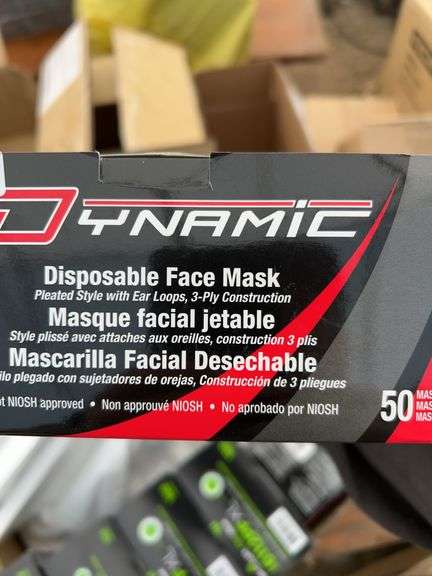 DYNAMIC
Disposable Face Mask
Pleated Style with Ear Loops, 3-Ply Construction
Masque facial jetable
Style plissé avec attaches aux oreilles, construction 3 plis
Mascarilla Facial Desechable
plegado con sujetadores de orejas, Construcción de 3 pliegues
NIOSH approved • Non approuvé NIOSH • No aprobado por NIOSH
50